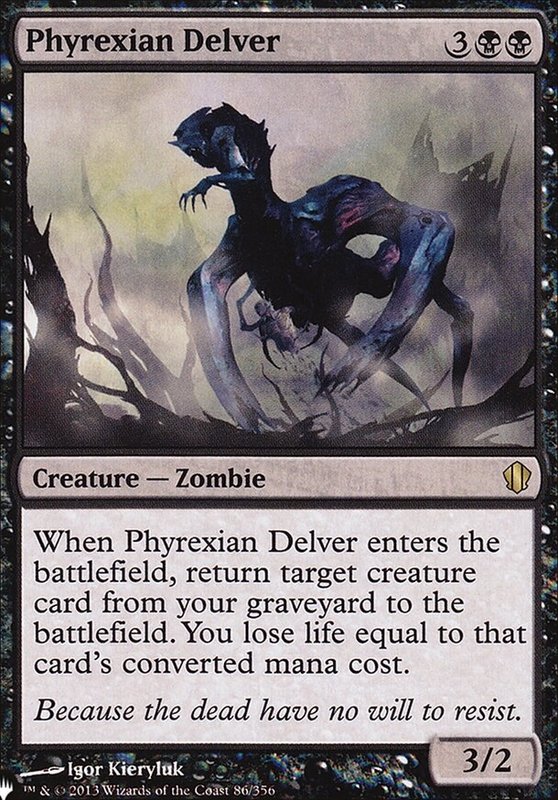 Phyrexian Delver 3
Creature — Zombie
When Phyrexian Delver enters the
battlefield, return target creature
card from your graveyard to the
battlefield. You lose life equal to that
card's converted mana cost.
Because the dead have no will to resist.
3/2
Igor Kieryluk
™ & © 2013 Wizards of the Coast 86/356